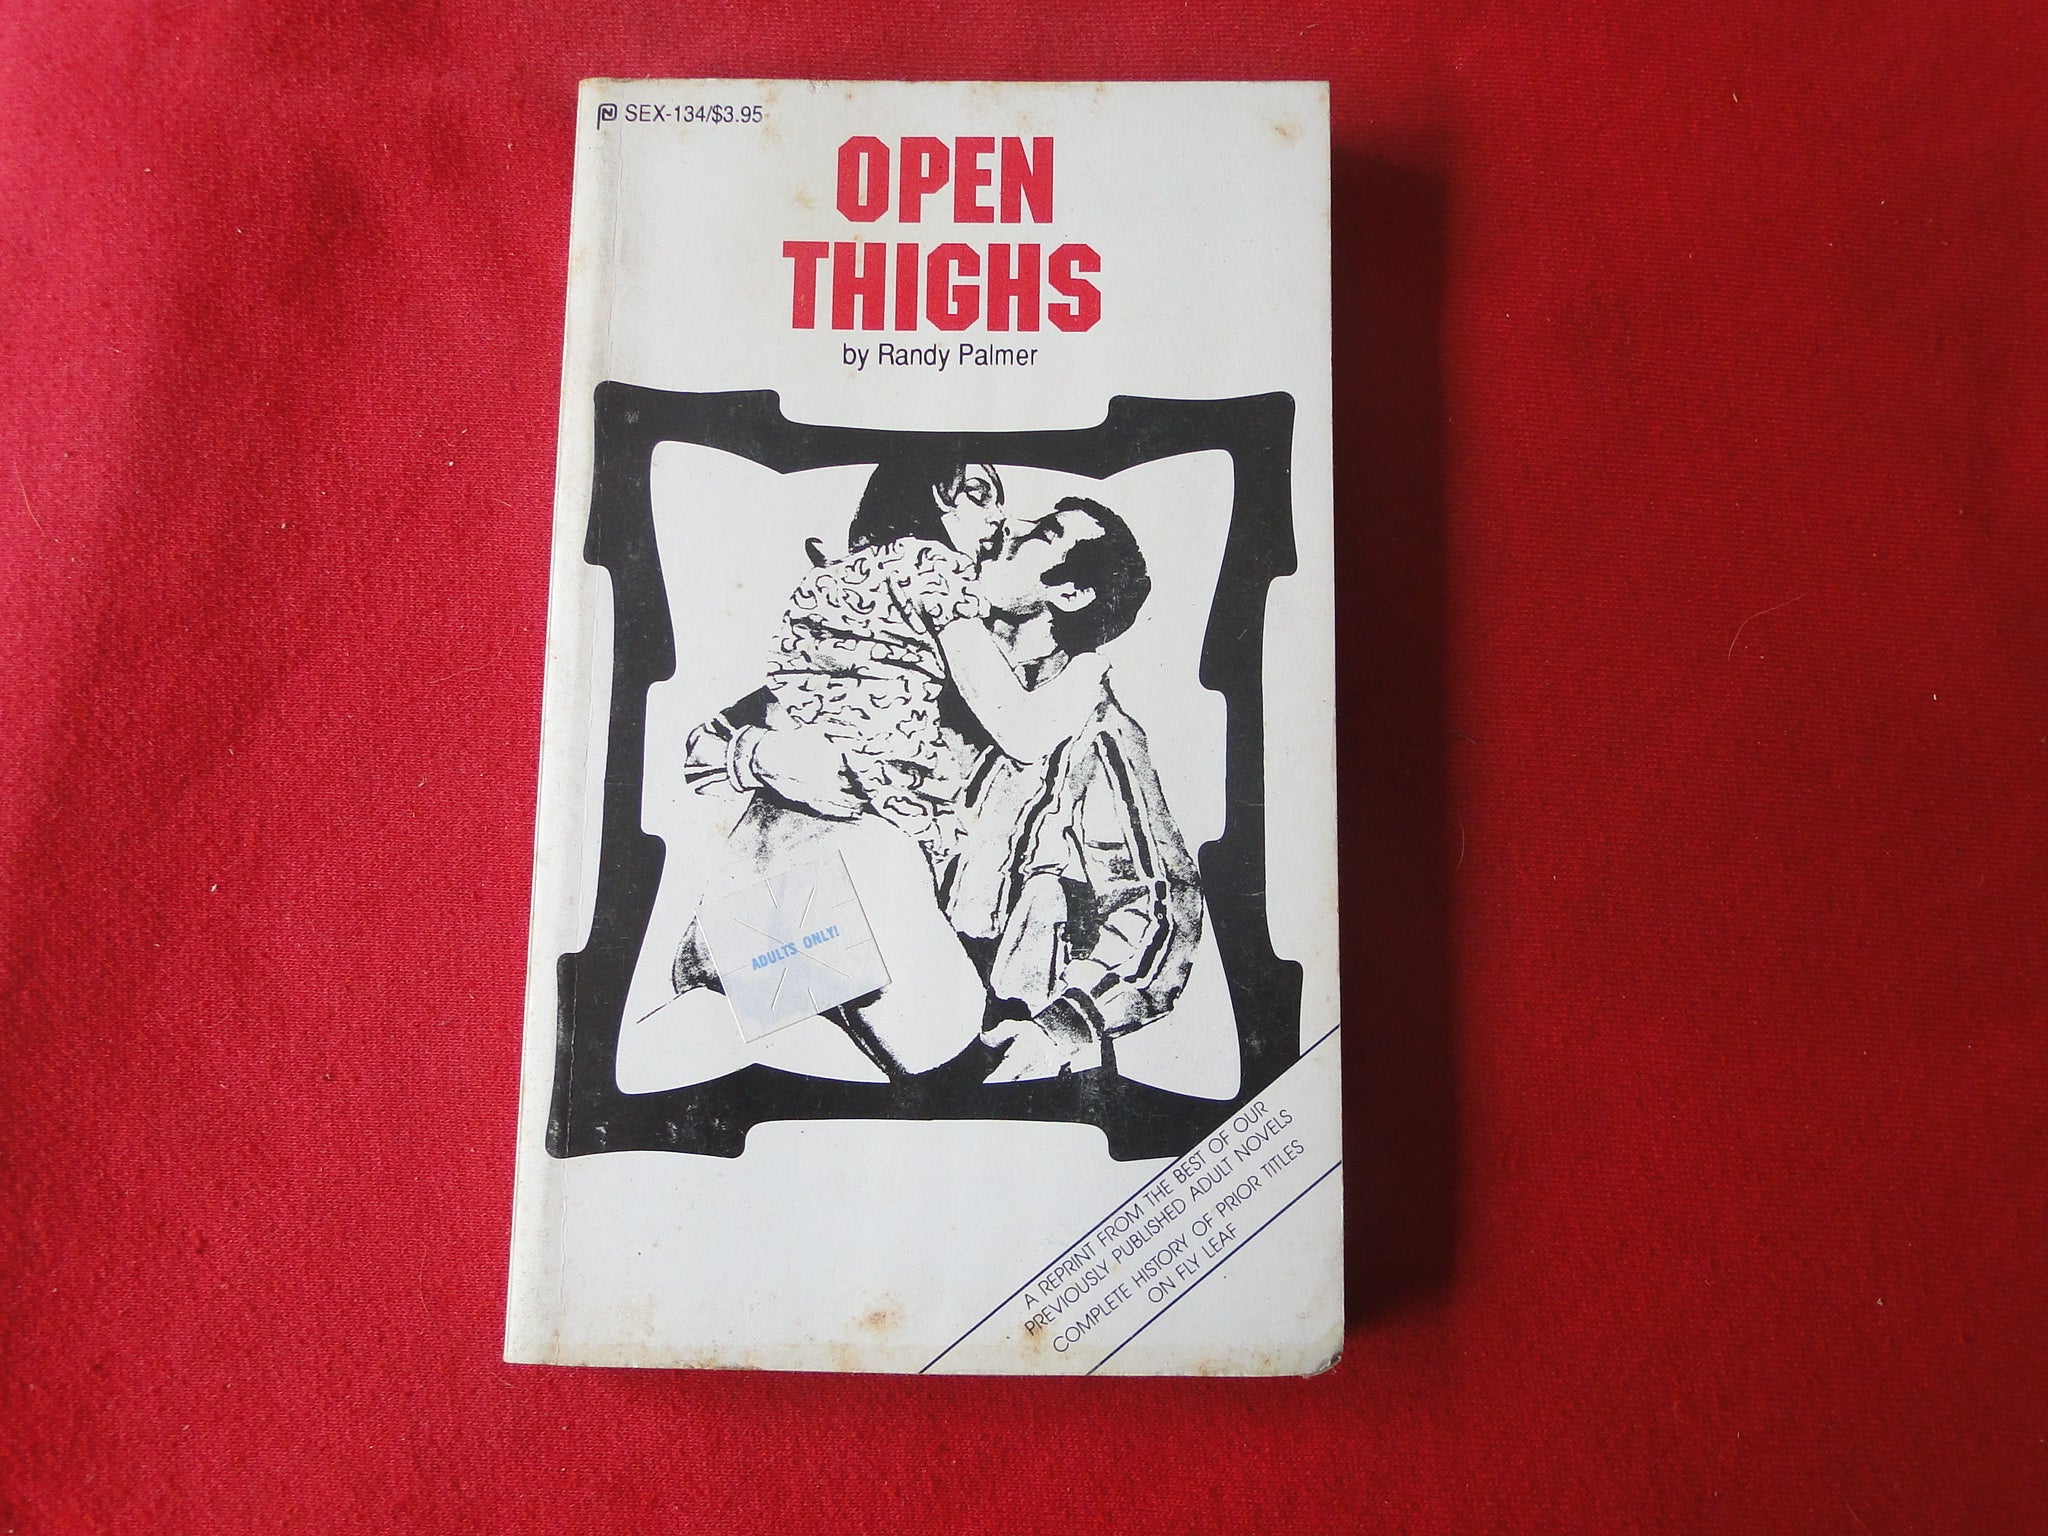 SEX-134/$3.95
OPEN
THIGHS
by Randy Palmer
ADULTS ONLY!
A REPRINT FROM THE BEST OF OUR
PREVIOUSLY PUBLISHED ADULT NOVELS
COMPLETE HISTORY OF PRIOR TITLES
ON FLY LEAF